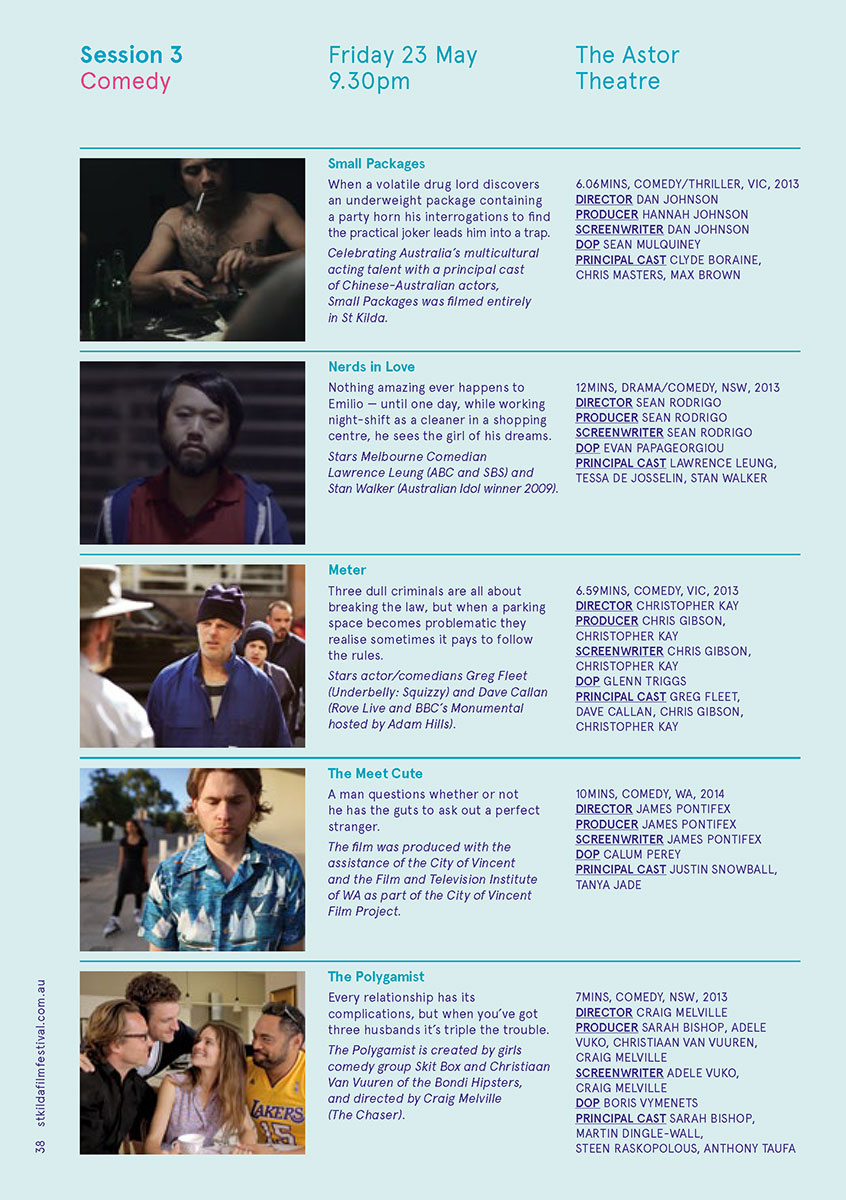 Session 3
Comedy
Friday 23 May
9.30pm
The Astor
Theatre
Small Packages
When a volatile drug lord discovers
an underweight package containing
a party horn his interrogations to find
the practical joker leads him into a trap.
Celebrating Australia's multicultural
acting talent with a principal cast
of Chinese-Australian actors,
Small Packages was filmed entirely
in St Kilda.
6.06MINS, COMEDY/THRILLER, VIC, 2013
DIRECTOR DAN JOHNSON
PRODUCER HANNAH JOHNSON
SCREENWRITER DAN JOHNSON
DOP SEAN MULQUINEY
PRINCIPAL CAST CLYDE BORAINE,
CHRIS MASTERS, MAX BROWN
Nerds in Love
Nothing amazing ever happens to
Emilio — until one day, while working
night-shift as a cleaner in a shopping
centre, he sees the girl of his dreams.
Stars Melbourne Comedian
Lawrence Leung (ABC and SBS) and
Stan Walker (Australian Idol winner 2009).
12MINS, DRAMA/COMEDY, NSW, 2013
DIRECTOR SEAN RODRIGO
PRODUCER SEAN RODRIGO
SCREENWRITER SEAN RODRIGO
DOP EVAN PAPAGEORGIOU
PRINCIPAL CAST LAWRENCE LEUNG,
TESSA DE JOSSELIN, STAN WALKER
Meter
Three dull criminals are all about
breaking the law, but when a parking
space becomes problematic they
realise sometimes it pays to follow
the rules.
Stars actor/comedians Greg Fleet
(Underbelly: Squizzy) and Dave Callan
(Rove Live and BBC's Monumental
hosted by Adam Hills).
6.59MINS, COMEDY, VIC, 2013
DIRECTOR CHRISTOPHER KAY
PRODUCER CHRIS GIBSON,
CHRISTOPHER KAY
SCREENWRITER CHRIS GIBSON,
CHRISTOPHER KAY
DOP GLENN TRIGGS
PRINCIPAL CAST GREG FLEET,
DAVE CALLAN, CHRIS GIBSON,
CHRISTOPHER KAY
The Meet Cute
A man questions whether or not
he has the guts to ask out a perfect
stranger.
The film was produced with the
assistance of the City of Vincent
and the Film and Television Institute
of WA as part of the City of Vincent
Film Project.
10MINS, COMEDY, WA, 2014
DIRECTOR JAMES PONTIFEX
PRODUCER JAMES PONTIFEX
SCREENWRITER JAMES PONTIFEX
DOP CALUM PEREY
PRINCIPAL CAST JUSTIN SNOWBALL,
TANYA JADE
The Polygamist
Every relationship has its
complications, but when you've got
three husbands it's triple the trouble.
The Polygamist is created by girls
comedy group Skit Box and Christiaan
Van Vuuren of the Bondi Hipsters,
and directed by Craig Melville
(The Chaser).
7MINS, COMEDY, NSW, 2013
DIRECTOR CRAIG MELVILLE
PRODUCER SARAH BISHOP, ADELE
VUKO, CHRISTIAAN VAN VUUREN,
CRAIG MELVILLE
SCREENWRITER ADELE VUKO,
CRAIG MELVILLE
DOP BORIS VYMENETS
PRINCIPAL CAST SARAH BISHOP,
MARTIN DINGLE-WALL,
STEEN RASKOPOLOUS, ANTHONY TAUFA
LAKERS
15
38 stkildafilmfestival.com.au